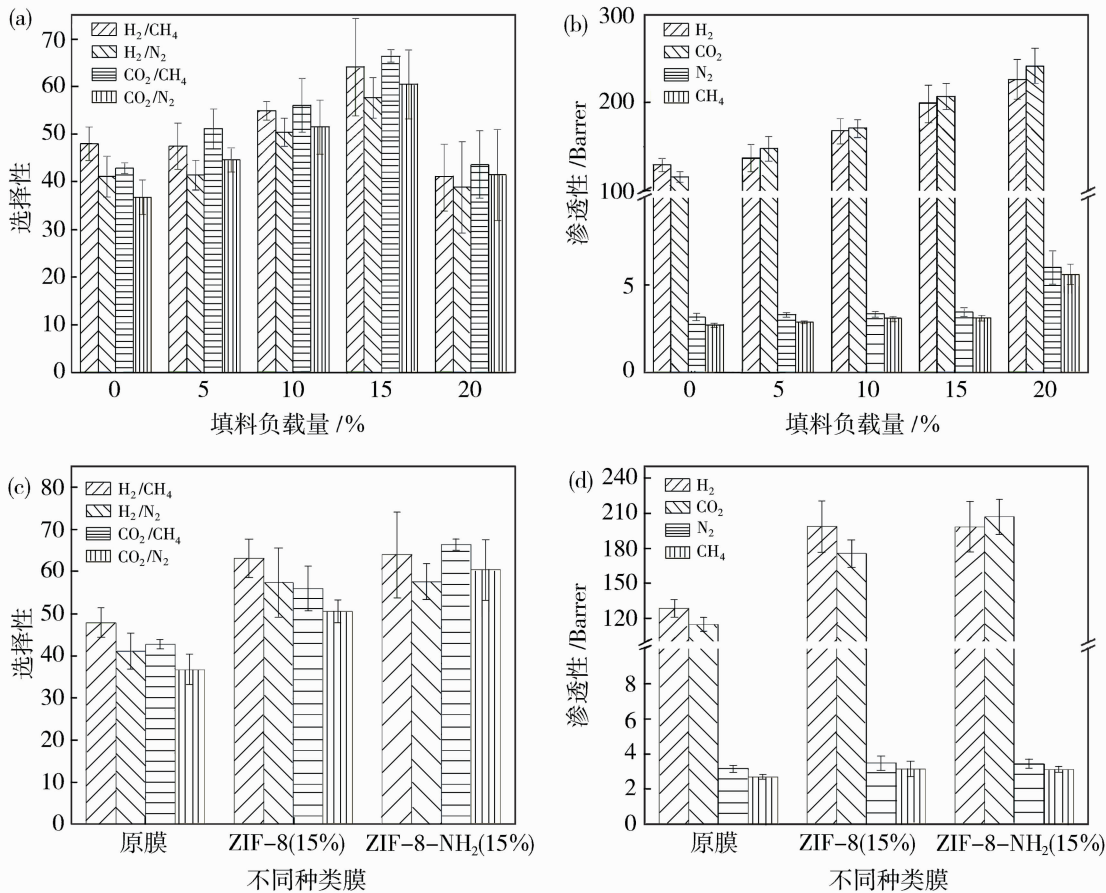 (a)
H₂/CH₄
H₂/N₂
CO₂/CH₄
CO₂/N₂
70
60
50
40
30
70
10
0
选择性
0 5 10 15 20
填料负载量 /%
(b)
H₂
CO₂
N₂
CH₄
300
200
100
5
0
渗透性 /Barrer
0 5 10 15 20
填料负载量 /%
(c)
H₂/CH₄
H₂/N₂
CO₂/CH₄
CO₂/N₂
80
70
60
50
40
30
20
10
0
选择性
原膜 ZIF-8(15%) ZIF-8-NH₂(15%)
不同种类膜
(d)
H₂
CO₂
N₂
CH₄
240
210
180
150
120
8
6
4
2
0
渗透性 /Barrer
原膜 ZIF-8(15%) ZIF-8-NH₂(15%)
不同种类膜